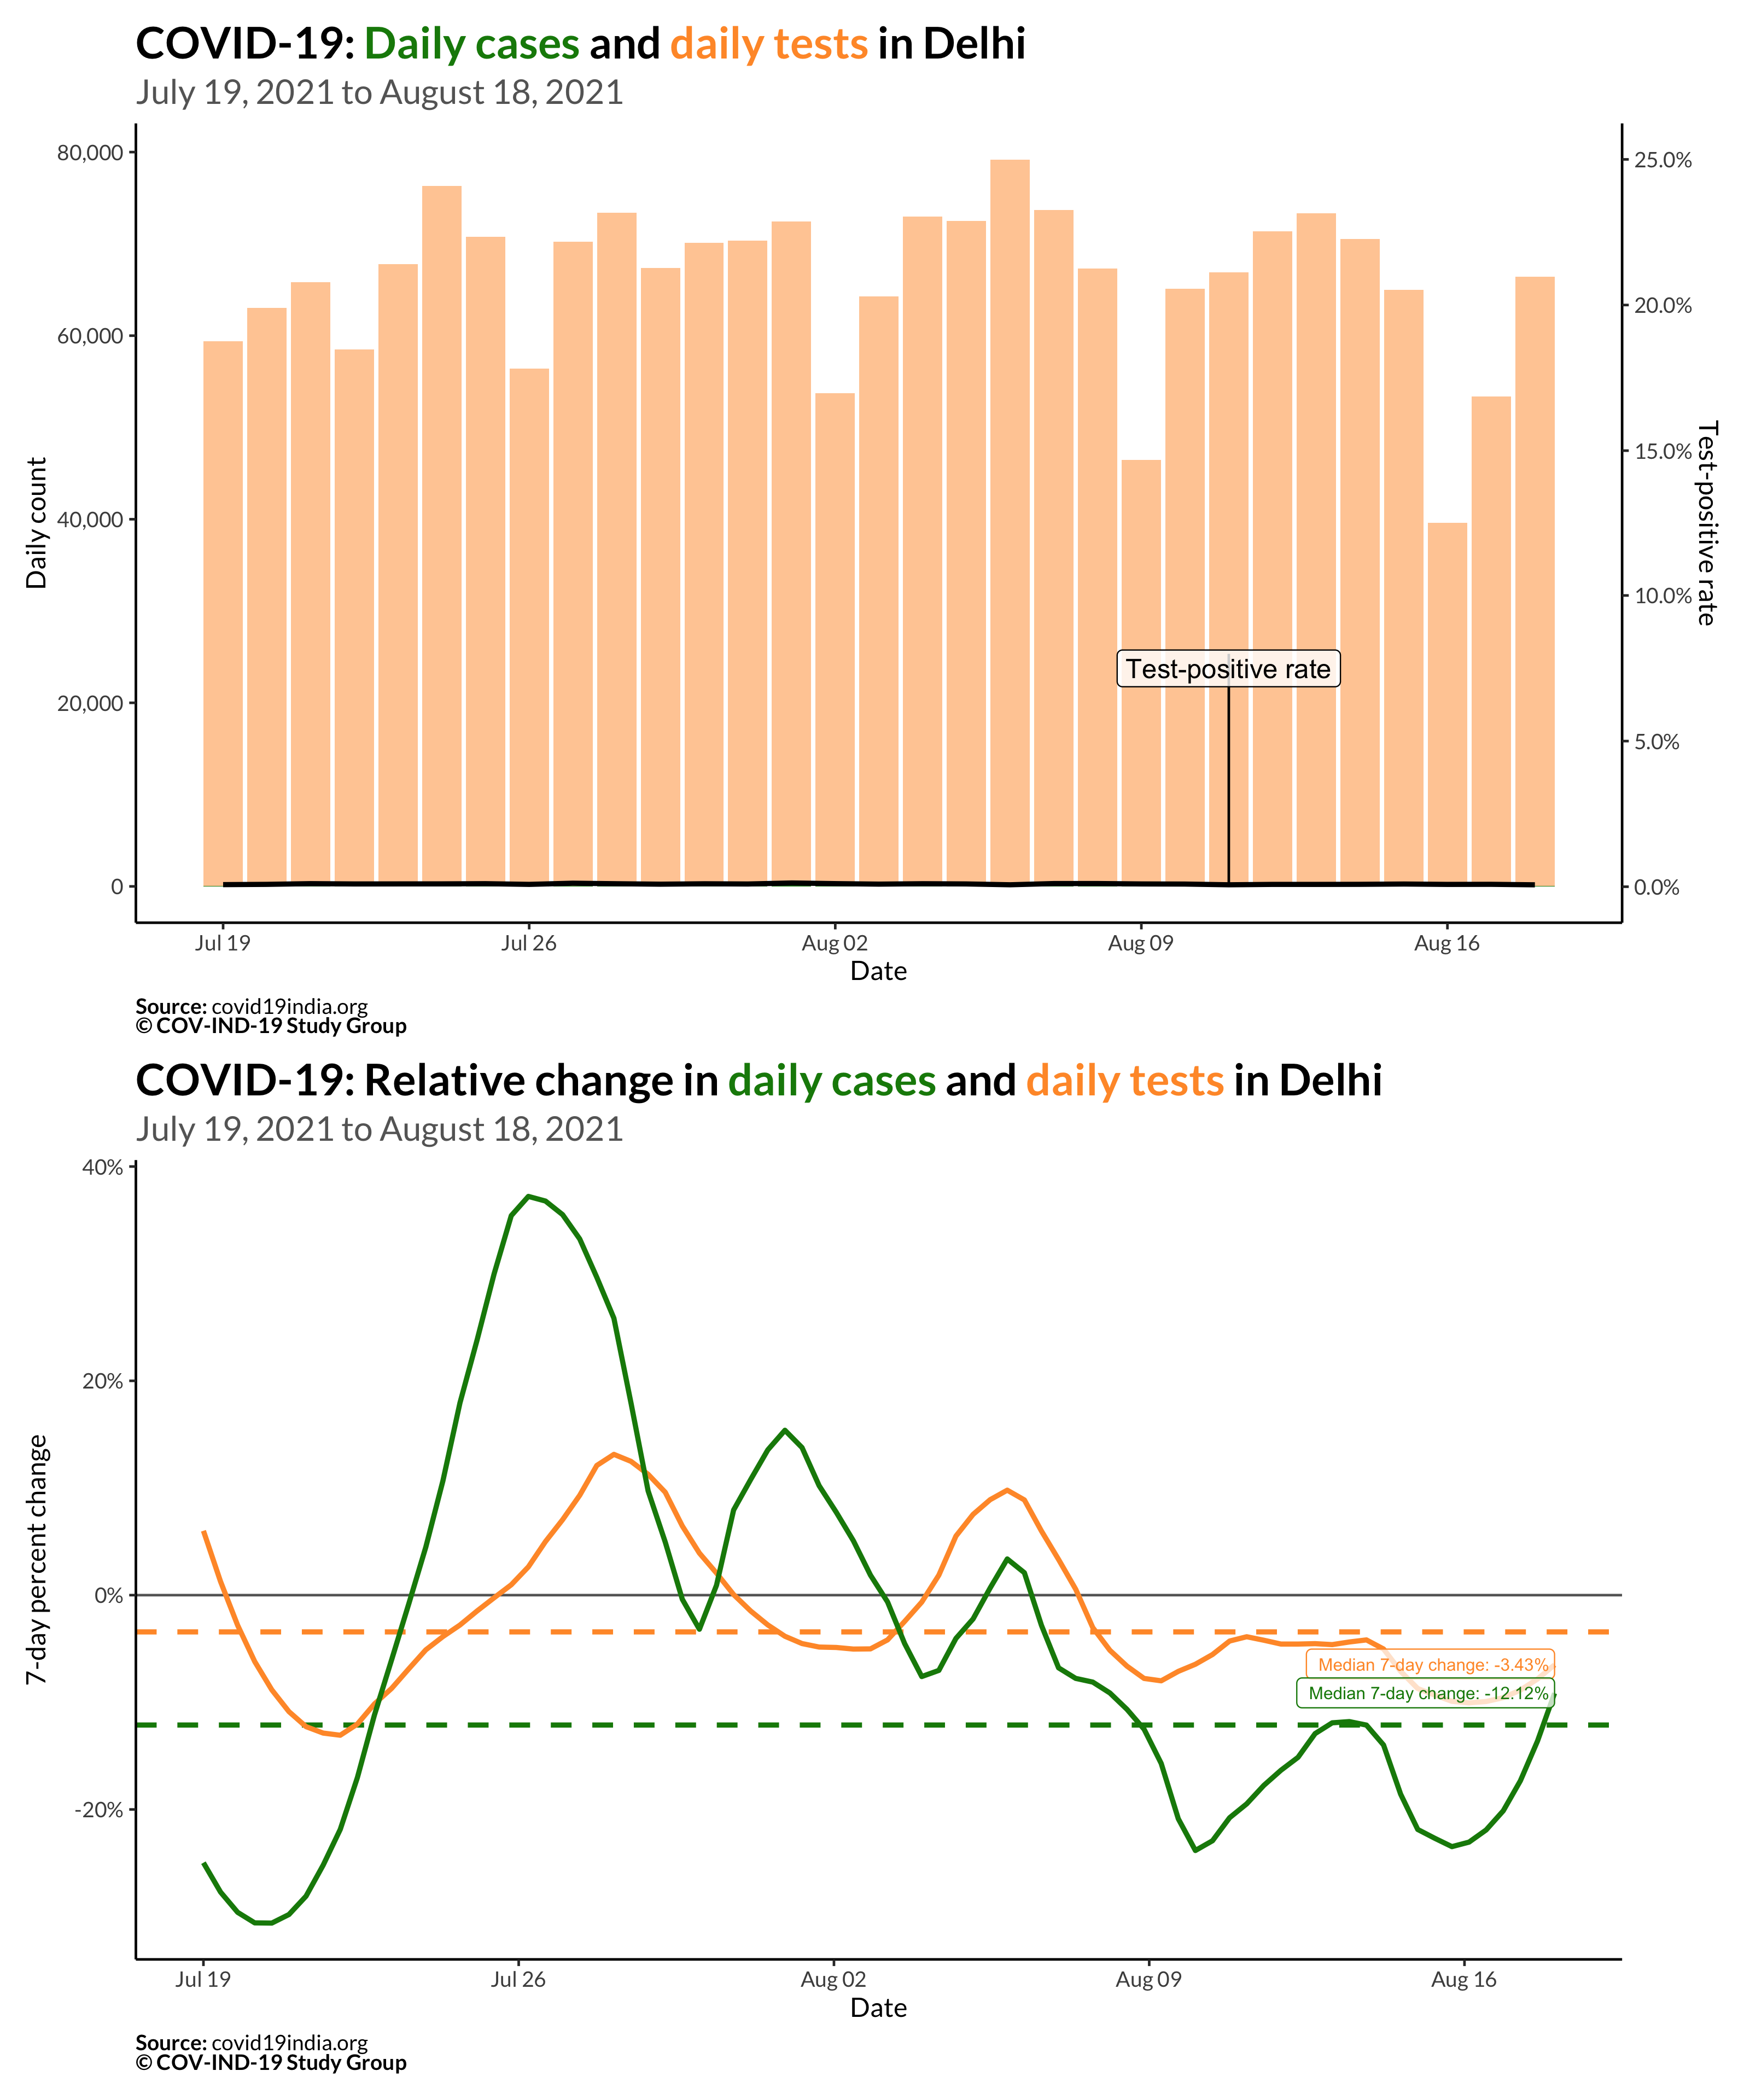 COVID-19: Daily cases and daily tests in Delhi
July 19, 2021 to August 18, 2021
80,000
60,000
40,000
20,000
0
Daily count
25.0%
20.0%
15.0%
10.0%
5.0%
0.0%
Test-positive rate
Test-positive rate
Jul 19
Jul 26
Aug 02
Aug 09
Aug 16
Date
Source: covid19india.org
© COV-IND-19 Study Group
COVID-19: Relative change in daily cases and daily tests in Delhi
July 19, 2021 to August 18, 2021
40%
20%
0%
-20%
7-day percent change
Median 7-day change: -3.43%
Median 7-day change: -12.12%
Jul 19
Jul 26
Aug 02
Aug 09
Aug 16
Date
Source: covid19india.org
© COV-IND-19 Study Group